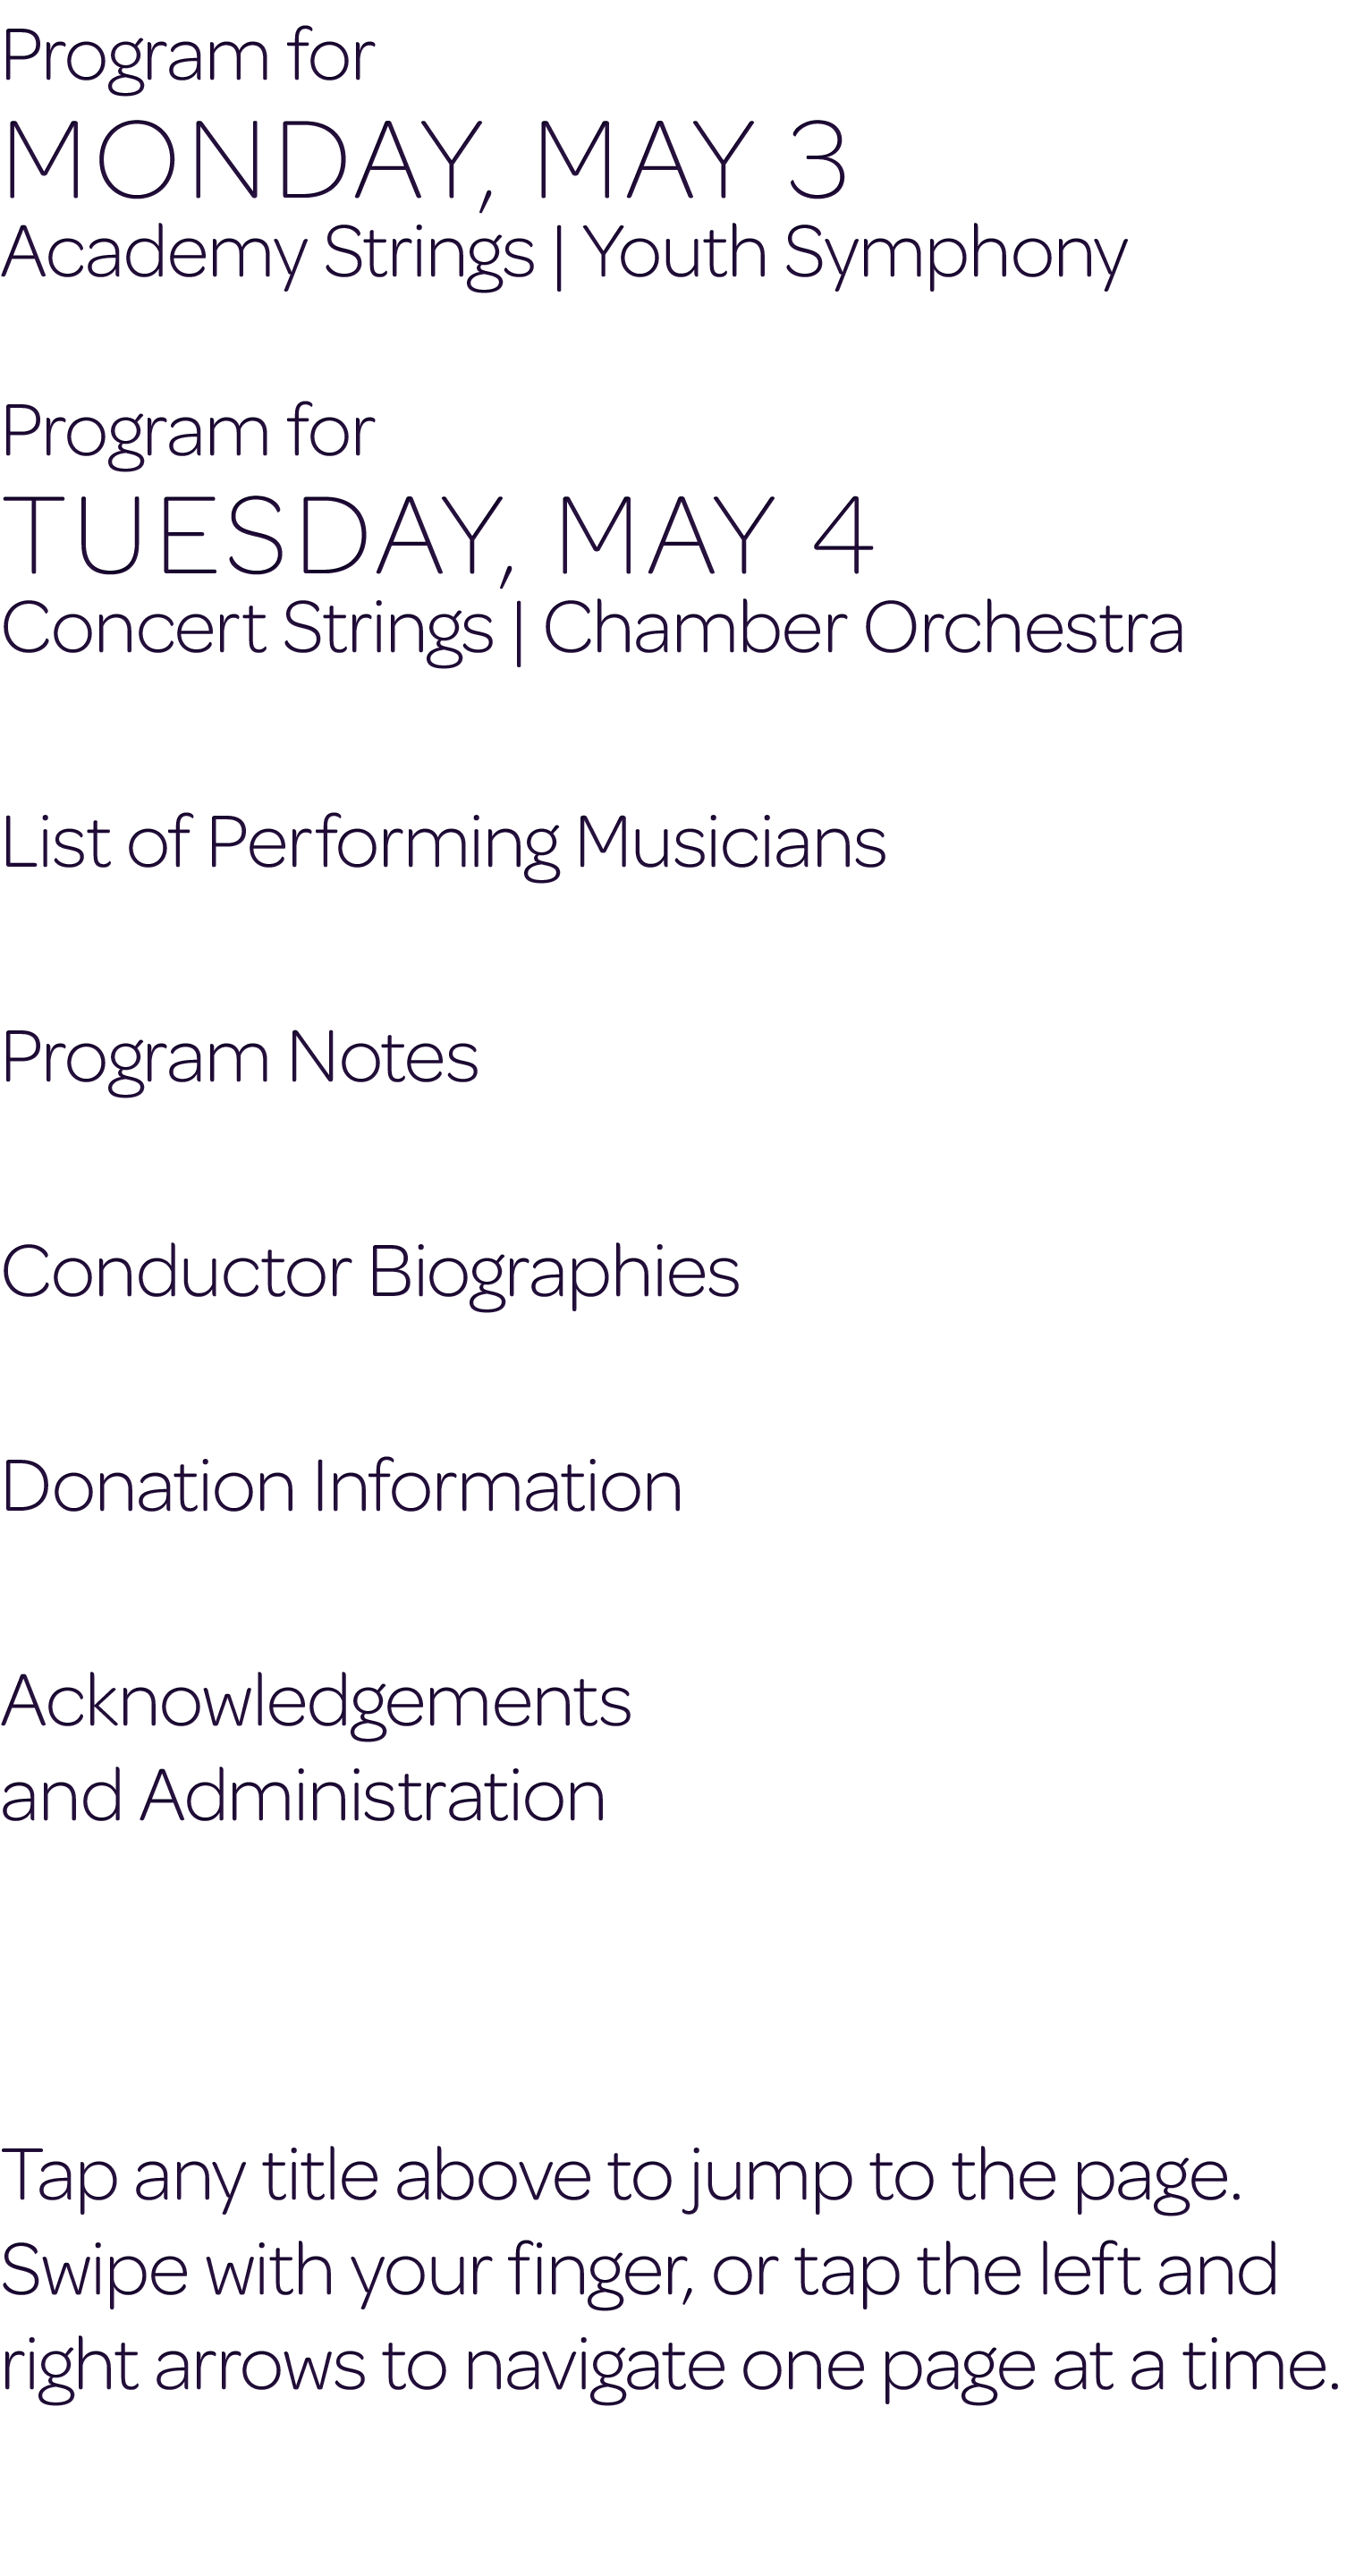 Program for
MONDAY, MAY 3
Academy Strings | Youth Symphony
Program for
TUESDAY, MAY 4
Concert Strings | Chamber Orchestra
List of Performing Musicians
Program Notes
Conductor Biographies
Donation Information
Acknowledgements
and Administration
Tap any title above to jump to the page.
Swipe with your finger, or tap the left and
right arrows to navigate one page at a time.